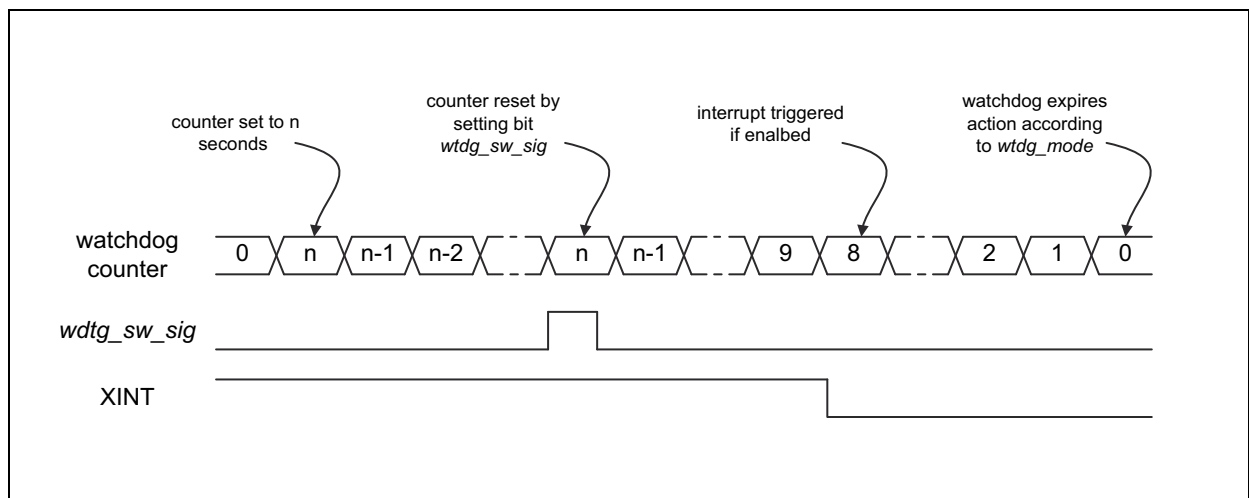 counter set to n
seconds
counter reset by
setting bit
wtdg_sw_sig
interrupt triggered
if enalbed
watchdog expires
action according
to wtdg_mode
watchdog
counter
0 n n-1 n-2 n n-1 9 8 2 1 0
wdtg_sw_sig
XINT